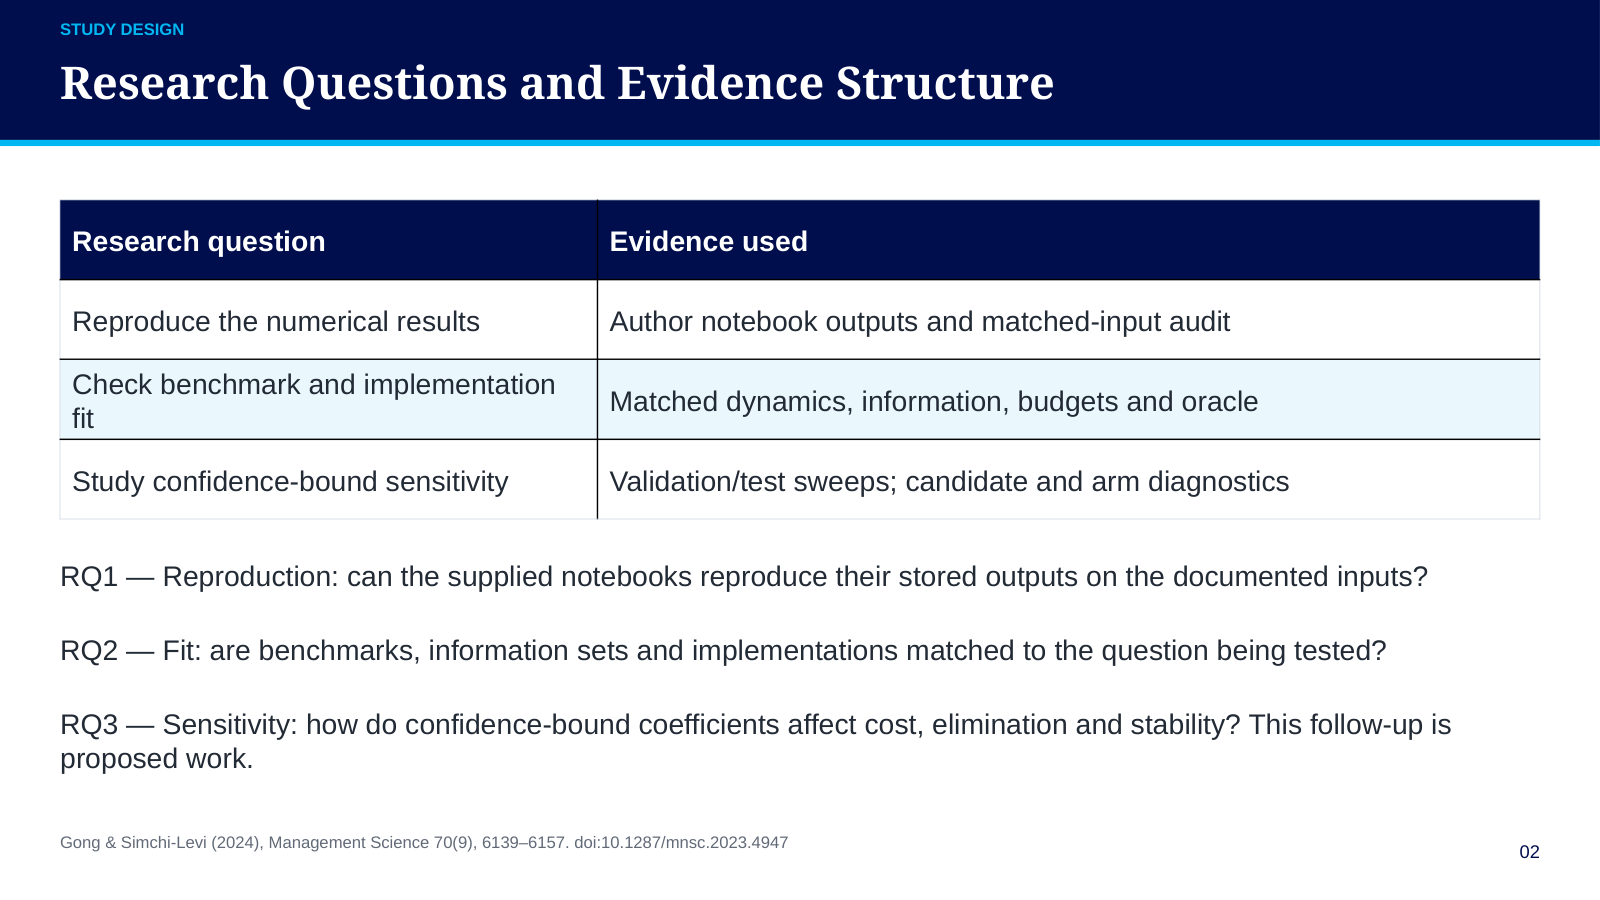 STUDY DESIGN
Research Questions and Evidence Structure
Research question
Evidence used
Reproduce the numerical results
Author notebook outputs and matched-input audit
Check benchmark and implementation
fit
Matched dynamics, information, budgets and oracle
Study confidence-bound sensitivity
Validation/test sweeps; candidate and arm diagnostics
RQ1 — Reproduction: can the supplied notebooks reproduce their stored outputs on the documented inputs?
RQ2 — Fit: are benchmarks, information sets and implementations matched to the question being tested?
RQ3 — Sensitivity: how do confidence-bound coefficients affect cost, elimination and stability? This follow-up is
proposed work.
Gong & Simchi-Levi (2024), Management Science 70(9), 6139–6157. doi:10.1287/mnsc.2023.4947
02